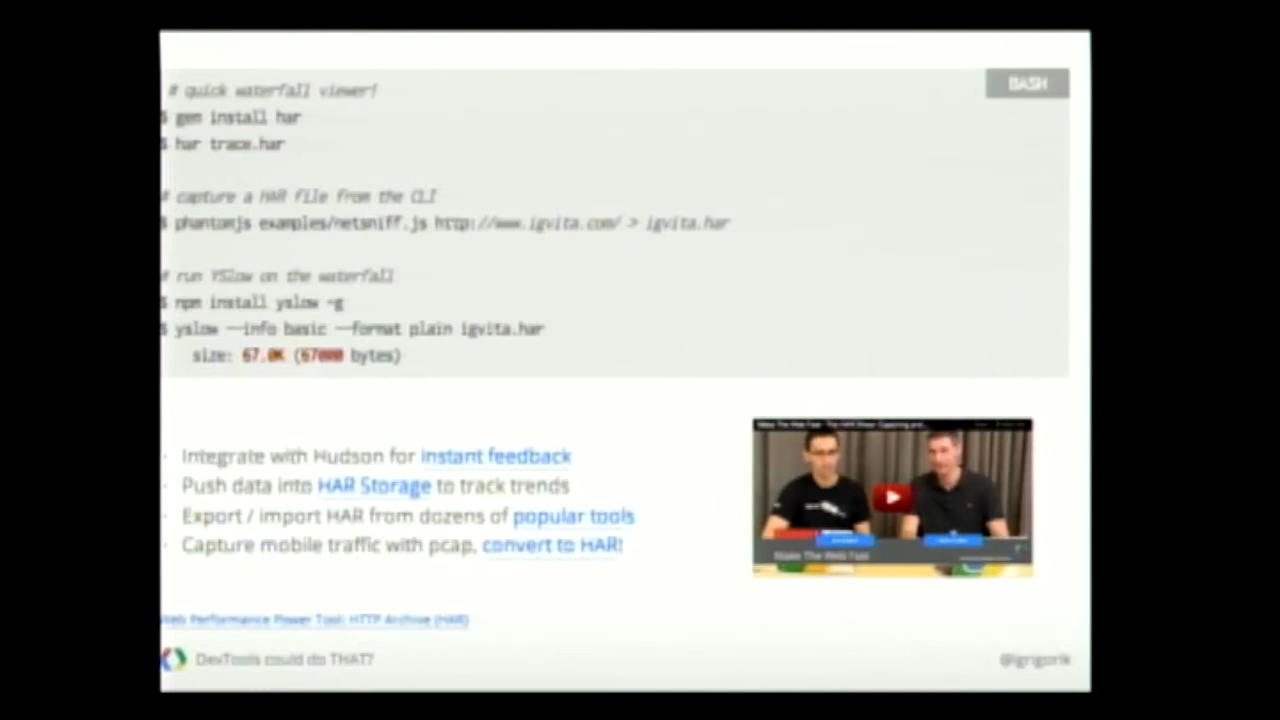 # quick waterfall viewer!
BASH
$ gem install har
$ har trace.har
# capture a HAR file from the CLI
$ phantomjs examples/netsniff.js http://www.igvita.com/ > igvita.har
# run YSlow on the waterfall
$ npm install yslow -g
$ yslow --info basic --format plain igvita.har
size: 67.0K (67000 bytes)
· Integrate with Hudson for instant feedback
· Push data into HAR Storage to track trends
· Export / import HAR from dozens of popular tools
· Capture mobile traffic with pcap, convert to HAR!
Make The Web Fast
Web Performance Power Tool: HTTP Archive (HAR)
DevTools could do THAT?
@igrigorik